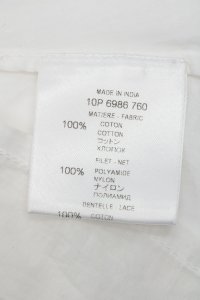 MADE IN INDIA
10P 6986 760
MATIERE - FABRIC
100% COTON
COTTON
コットン
ХЛОПОК
FILET - NET
100% POLYAMIDE
NYLON
ナイロン
ПОЛИАМИД
DENTELLE LACE
100% COTON